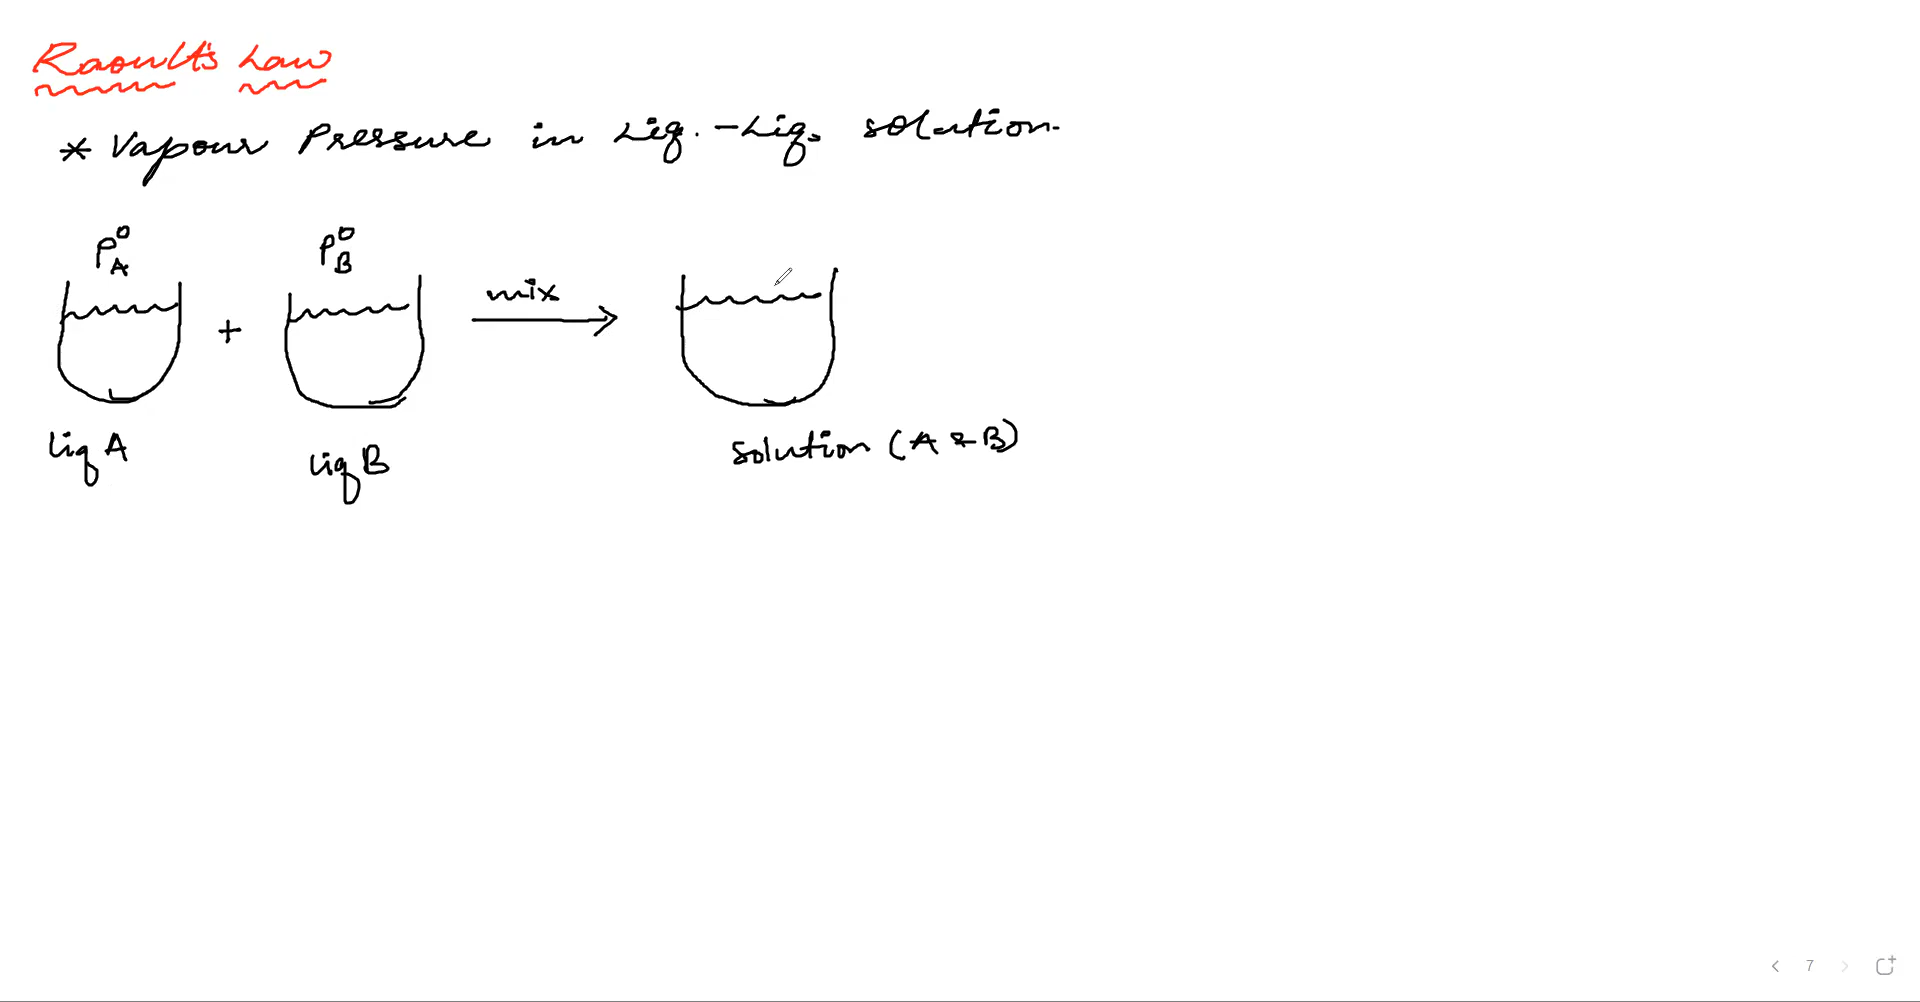 Raoult's Law
* Vapour Pressure in Liq. - Liq. solution.
P°A P°B
mix
+
liq A liq B solution (A & B)
7